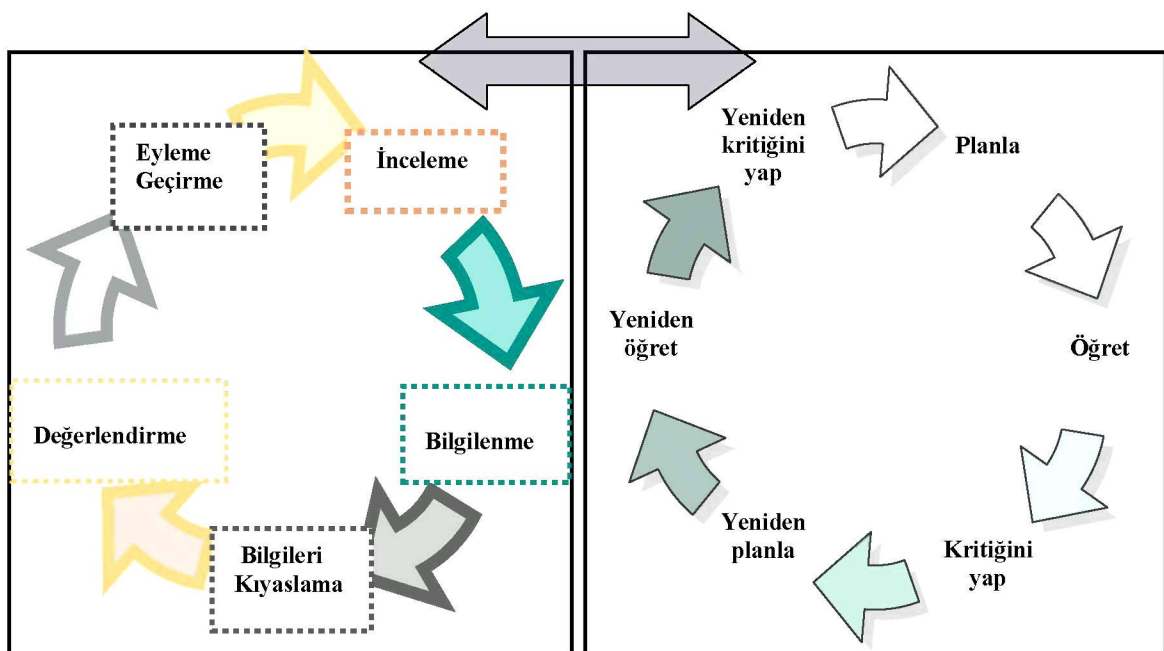 Eyleme
Geçirme
İnceleme
Bilgilenme
Bilgileri
Kıyaslama
Değerlendirme
Yeniden
kritiğini
yap
Planla
Öğret
Kritiğini
yap
Yeniden
planla
Yeniden
öğret